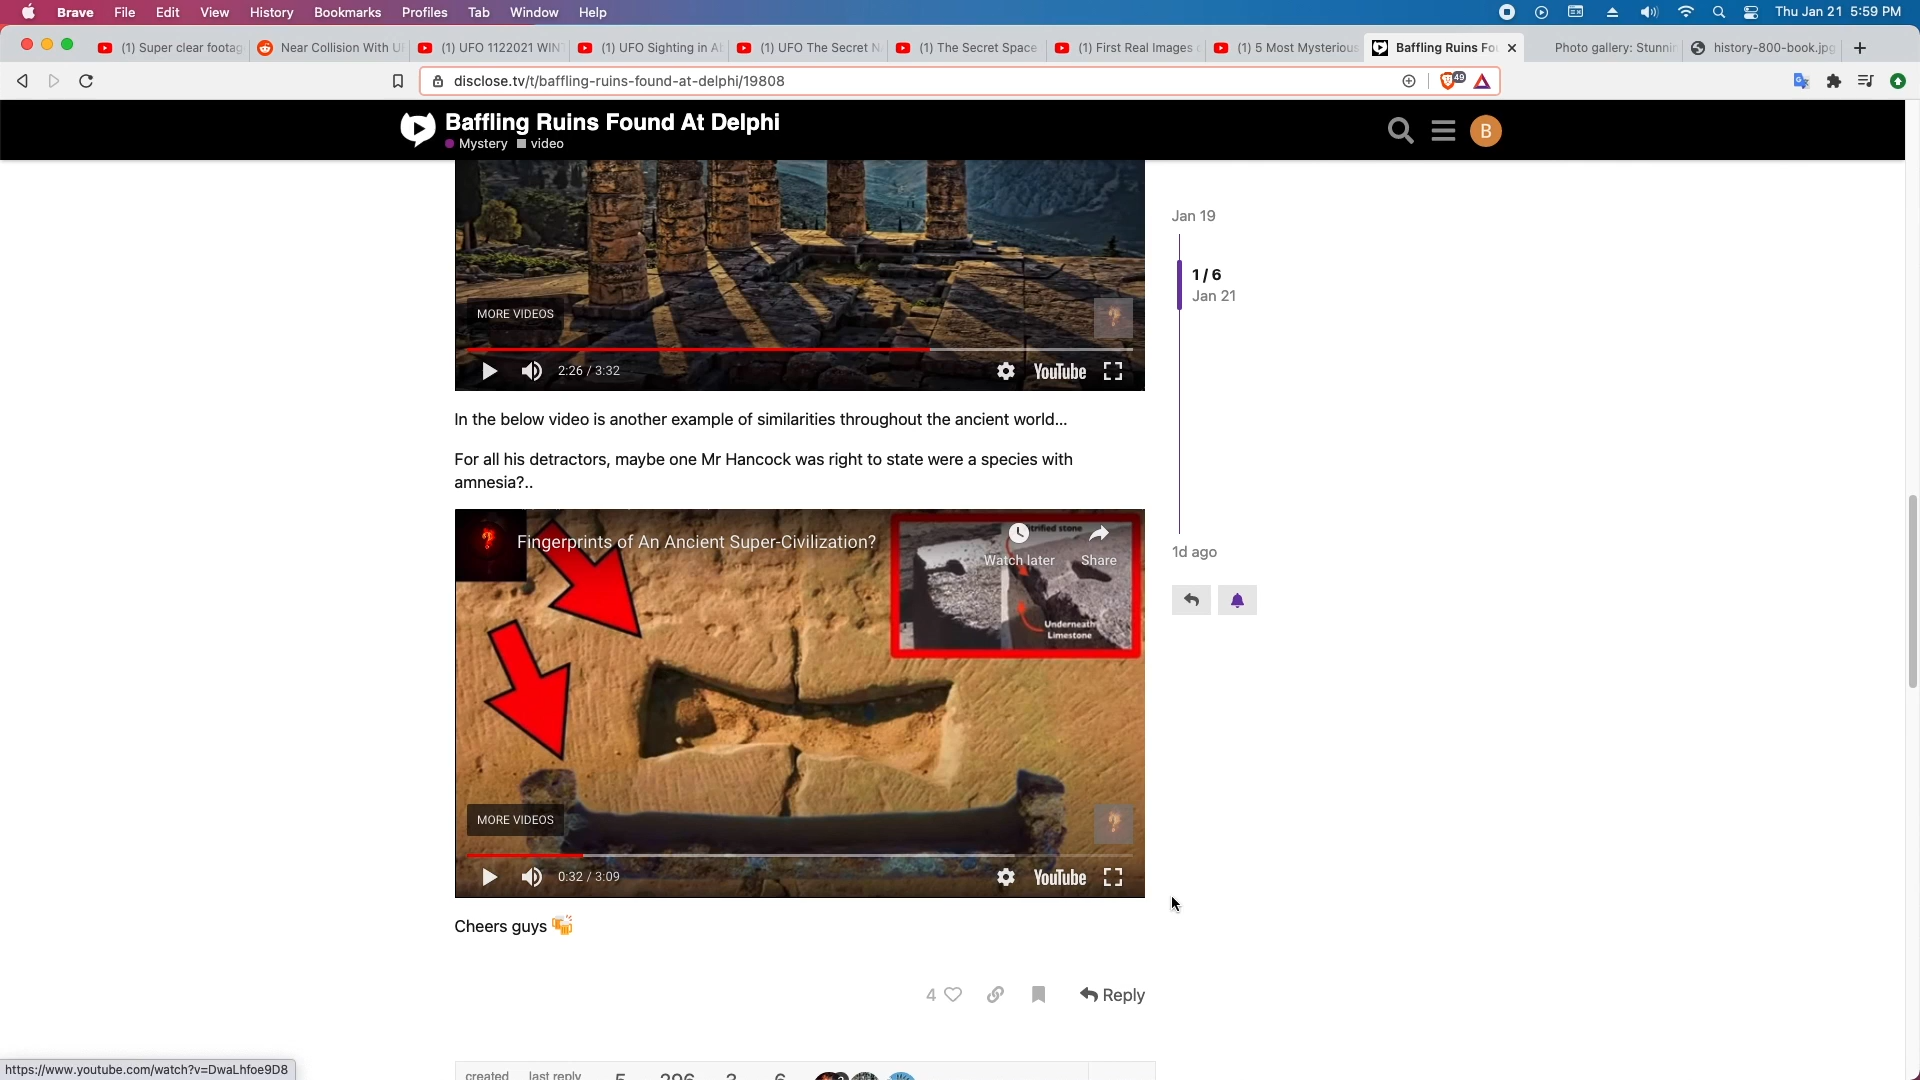 Brave File Edit View History Bookmarks Profiles Tab Window Help Thu Jan 21 5:59 PM
(1) Super clear footag
Near Collision With U
(1) UFO 1122021 WIN
(1) UFO Sighting in A
(1) UFO The Secret N
(1) The Secret Space
(1) First Real Images
(1) 5 Most Mysterious
Baffling Ruins Fo
Photo gallery: Stunnin
history-800-book.jpg
disclose.tv/t/baffling-ruins-found-at-delphi/19808
49
Baffling Ruins Found At Delphi
Mystery video
B
Jan 19
1 / 6
Jan 21
MORE VIDEOS
2:26 / 3:32
YouTube
In the below video is another example of similarities throughout the ancient world...
For all his detractors, maybe one Mr Hancock was right to state were a species with
amnesia?..
Fingerprints of An Ancient Super-Civilization?
Watch later
Share
Underneath
Limestone
1d ago
MORE VIDEOS
0:32 / 3:09
YouTube
Cheers guys
4
Reply
created last reply
https://www.youtube.com/watch?v=DwaLhfoe9D8